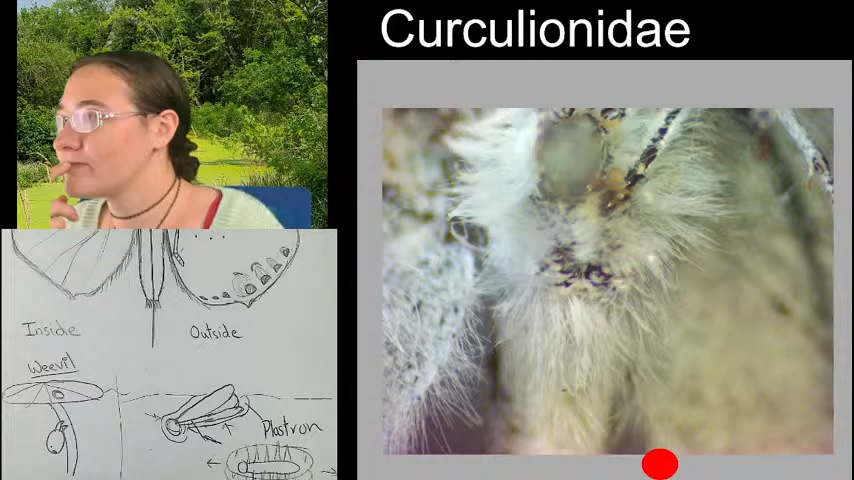 Curculionidae
Inside
Outside
Weevil
Plastron